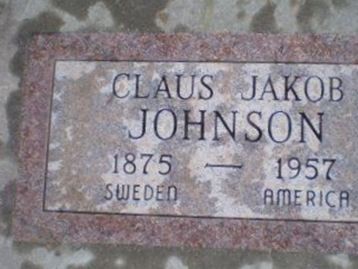 CLAUS JAKOB
JOHNSON
1875 — 1957
SWEDEN AMERICA